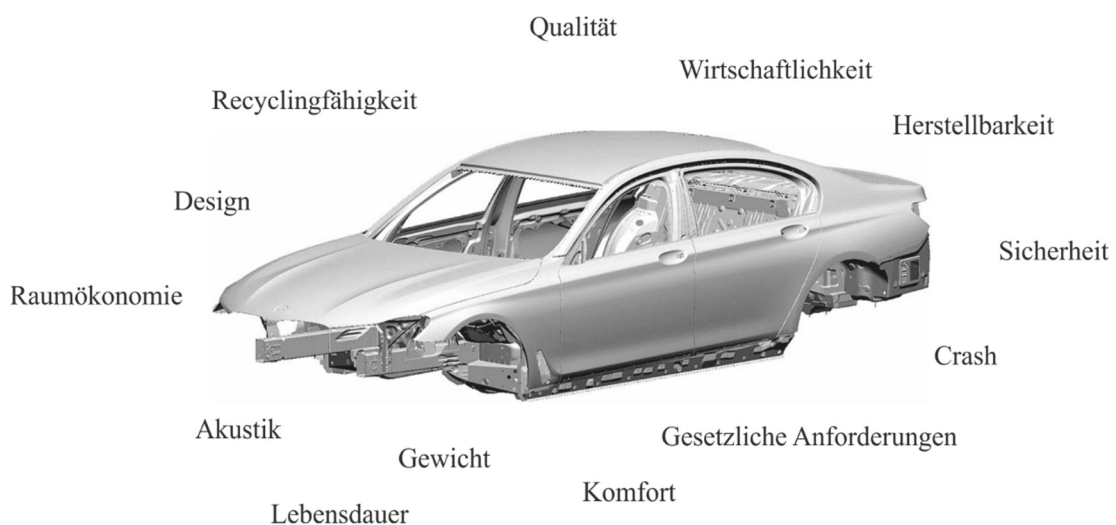 Qualität
Wirtschaftlichkeit
Recyclingfähigkeit
Herstellbarkeit
Design
Sicherheit
Raumökonomie
Crash
Akustik
Gesetzliche Anforderungen
Gewicht
Komfort
Lebensdauer